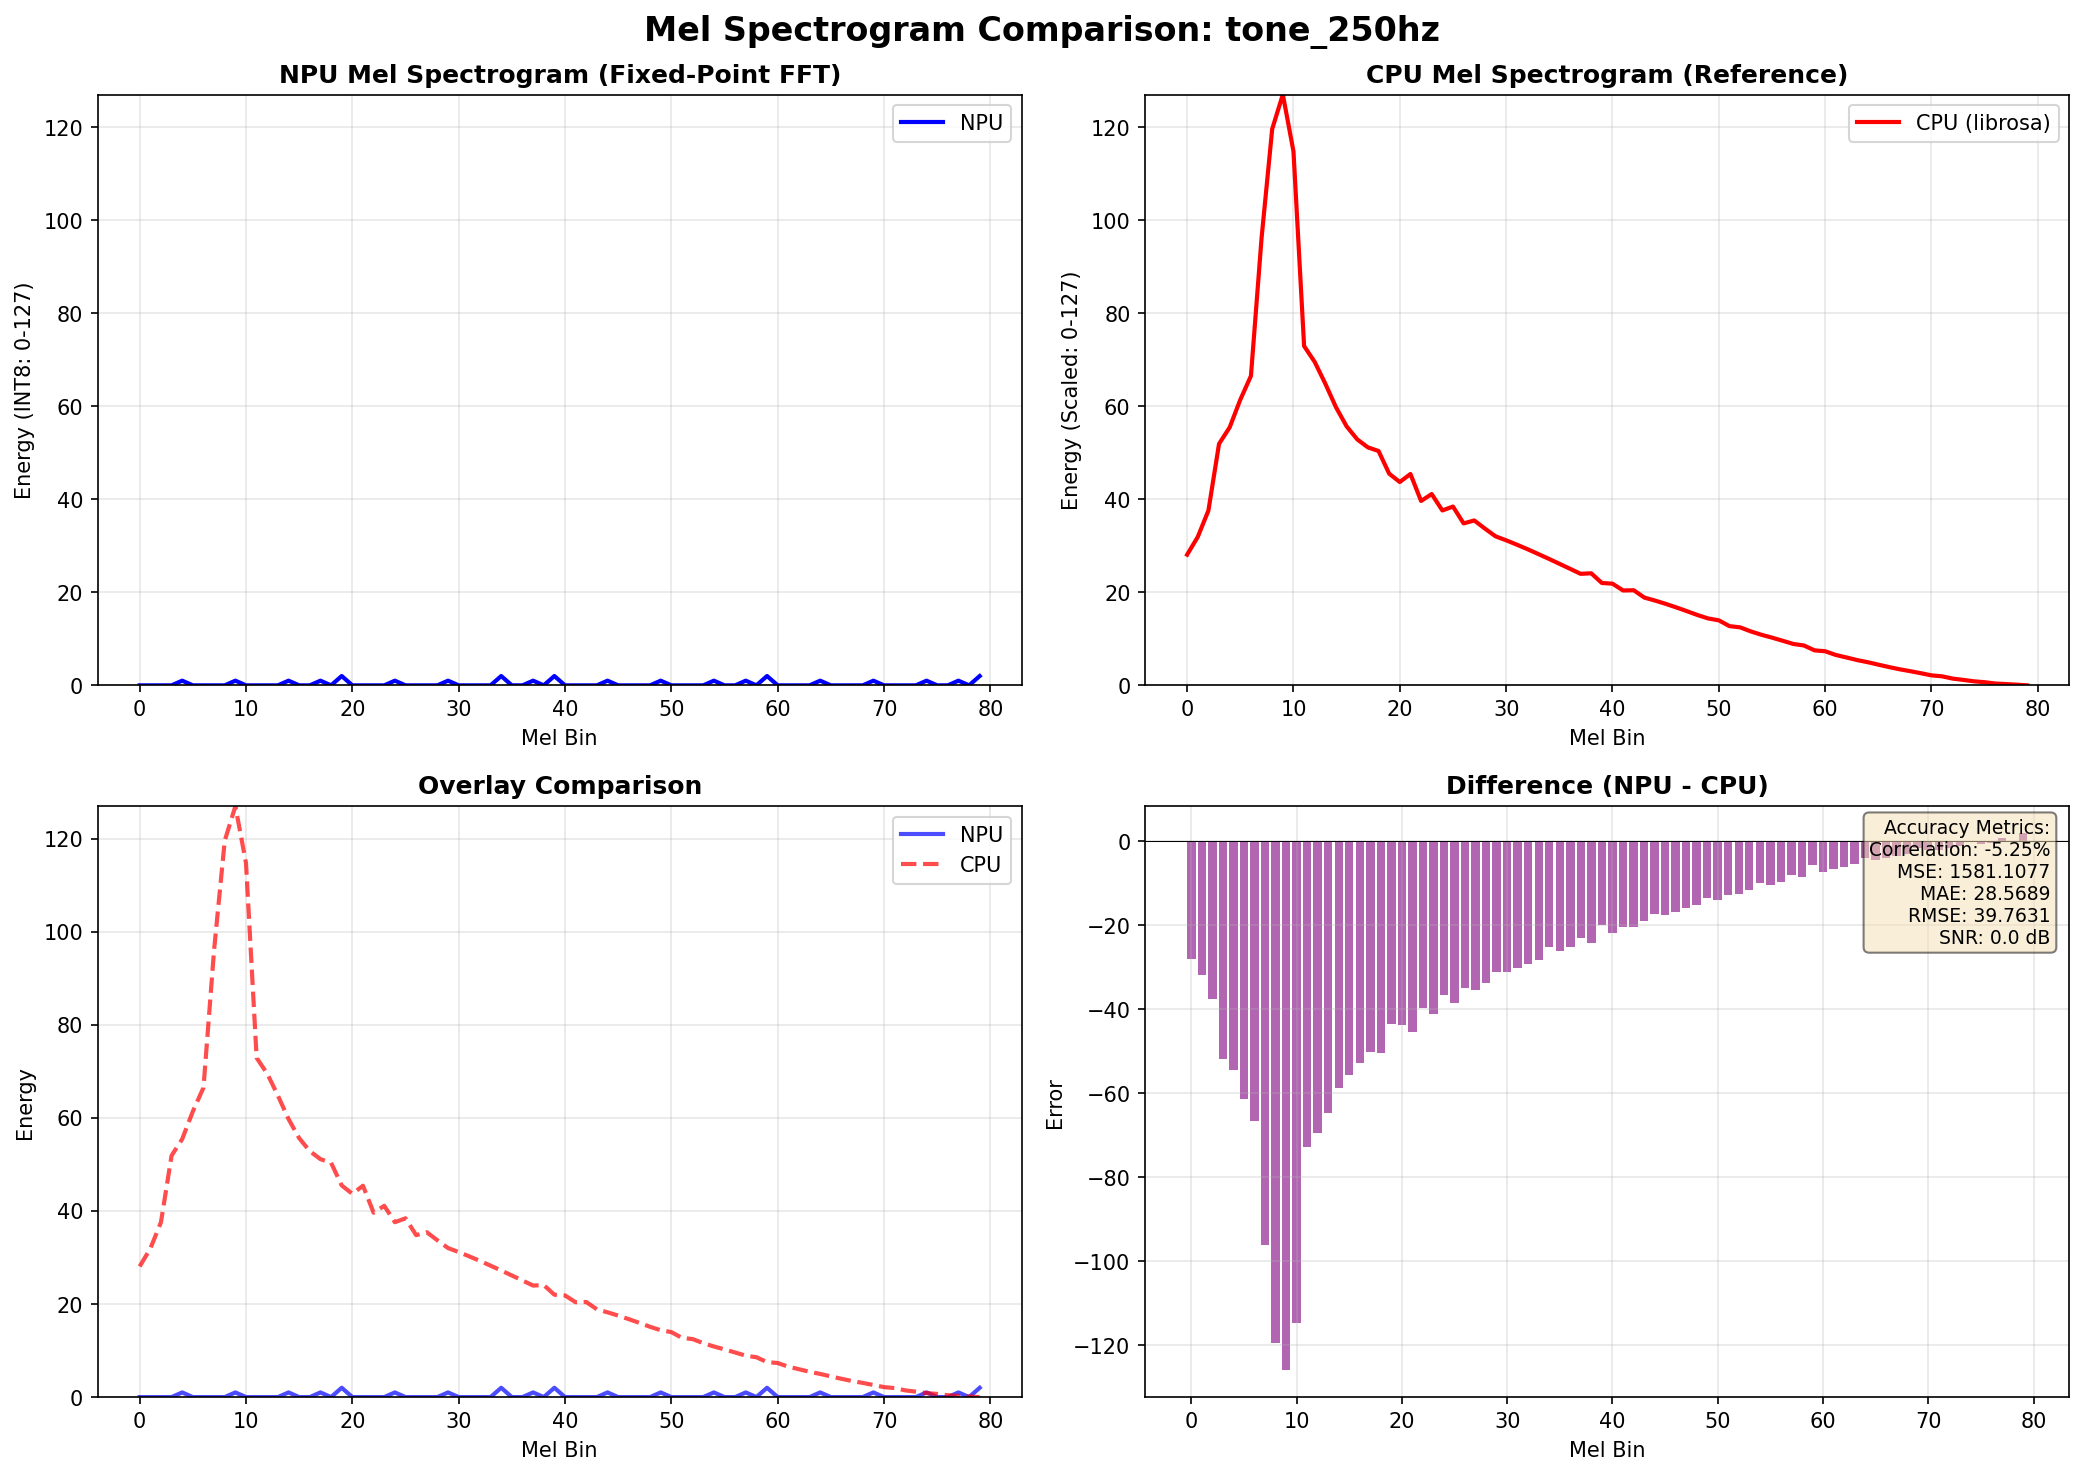 Mel Spectrogram Comparison: tone_250hz
NPU Mel Spectrogram (Fixed-Point FFT)
NPU
Energy (INT8: 0-127)
120
100
80
60
40
20
0
0 10 20 30 40 50 60 70 80
Mel Bin
CPU Mel Spectrogram (Reference)
CPU (librosa)
Energy (Scaled: 0-127)
120
100
80
60
40
20
0
0 10 20 30 40 50 60 70 80
Mel Bin
Overlay Comparison
NPU
CPU
Energy
120
100
80
60
40
20
0
0 10 20 30 40 50 60 70 80
Mel Bin
Difference (NPU - CPU)
Accuracy Metrics:
Correlation: -5.25%
MSE: 1581.1077
MAE: 28.5689
RMSE: 39.7631
SNR: 0.0 dB
Error
0
−20
−40
−60
−80
−100
−120
0 10 20 30 40 50 60 70 80
Mel Bin